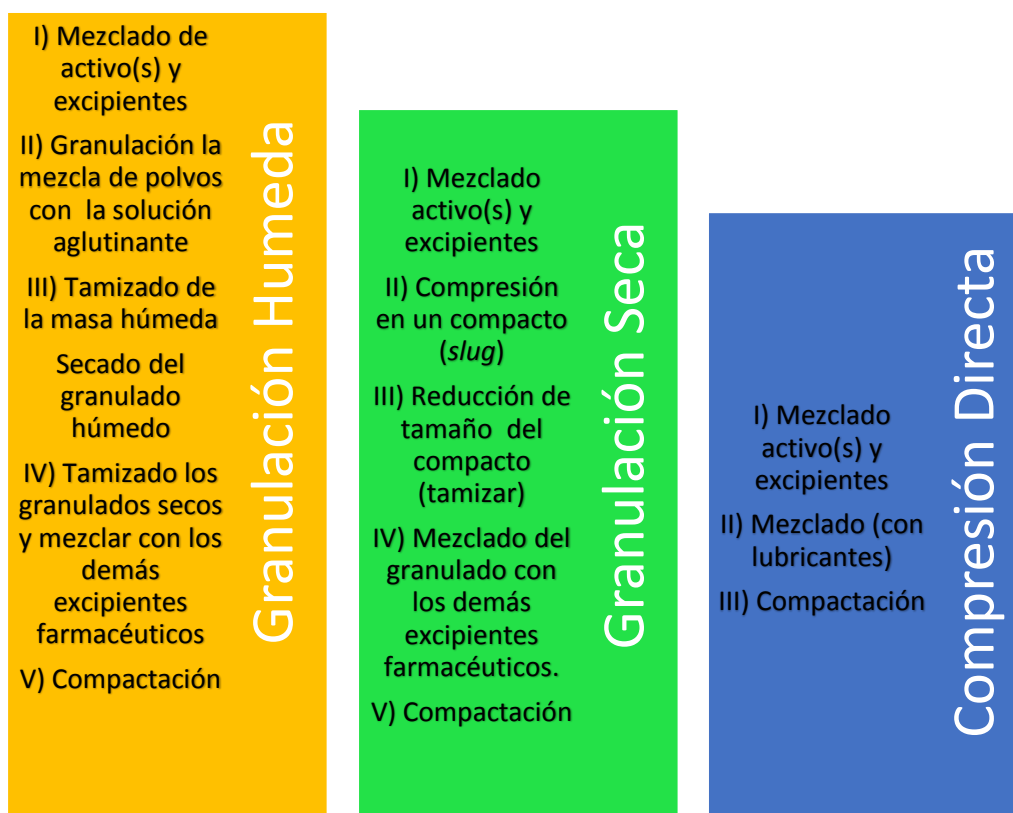 I) Mezclado de
activo(s) y
excipientes
II) Granulación la
mezcla de polvos
con la solución
aglutinante
III) Tamizado de
la masa húmeda
Secado del
granulado
húmedo
IV) Tamizado los
granulados secos
y mezclar con los
demás
excipientes
farmacéuticos
V) Compactación
Granulación Humeda
I) Mezclado
activo(s) y
excipientes
II) Compresión
en un compacto
(slug)
III) Reducción de
tamaño del
compacto
(tamizar)
IV) Mezclado del
granulado con
los demás
excipientes
farmacéuticos.
V) Compactación
Granulación Seca
I) Mezclado
activo(s) y
excipientes
II) Mezclado (con
lubricantes)
III) Compactación
Compresión Directa